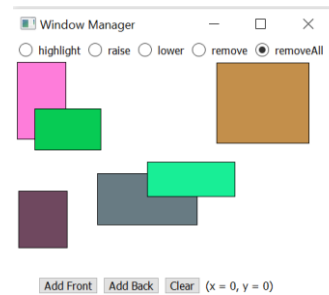 Window Manager
highlight raise lower remove removeAll
Add Front Add Back Clear (x = 0, y = 0)